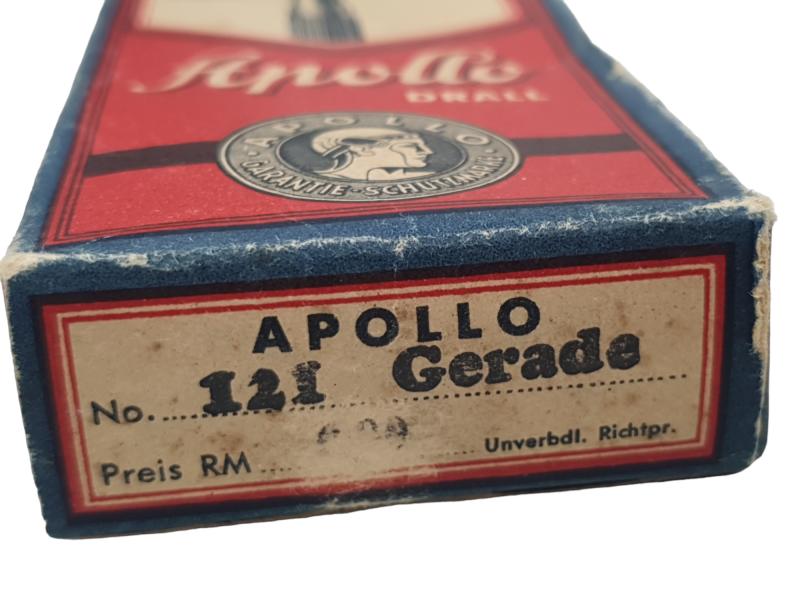 Apollo
DRALL
APOLLO
GARANTIE-SCHUTZMARKE
APOLLO
No. 121 Gerade
Preis RM Unverbdl. Richtpr.